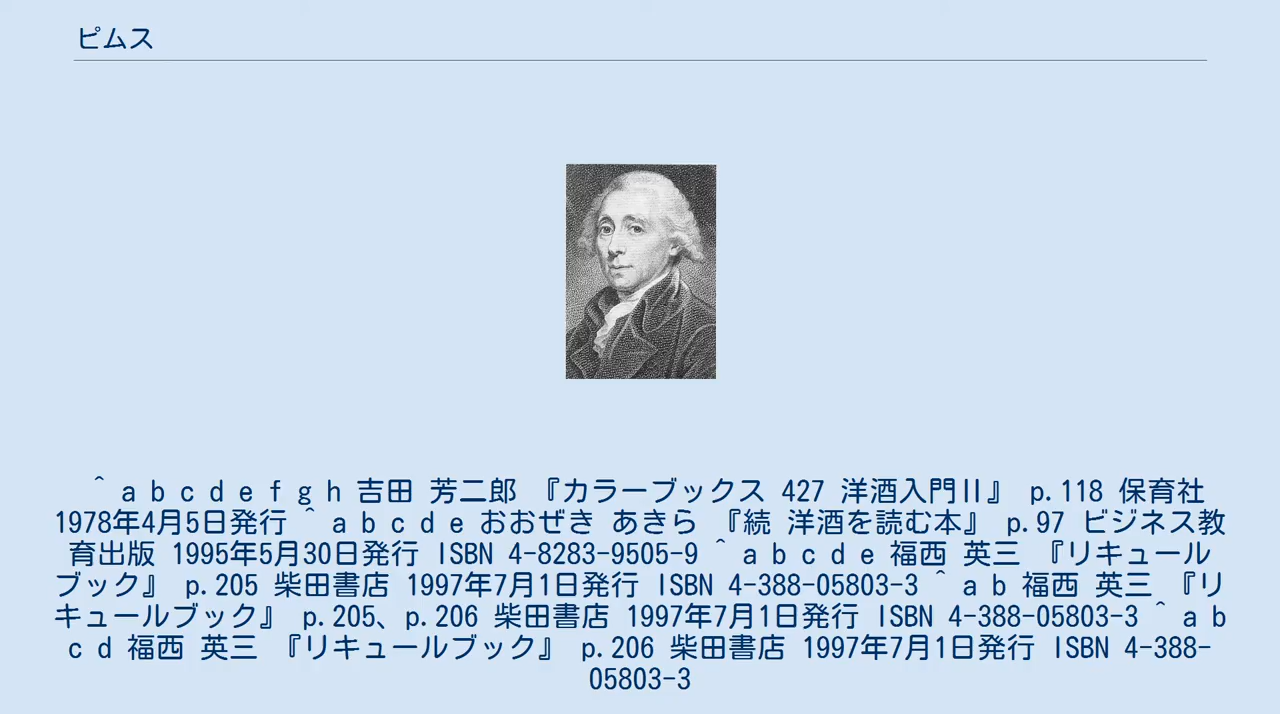 ピムス
^ a b c d e f g h 吉田 芳二郎 『カラーブックス 427 洋酒入門II』 p.118 保育社
1978年4月5日発行 ^ a b c d e おおぜき あきら 『続 洋酒を読む本』 p.97 ビジネス教
育出版 1995年5月30日発行 ISBN 4-8283-9505-9 ^ a b c d e 福西 英三 『リキュール
ブック』 p.205 柴田書店 1997年7月1日発行 ISBN 4-388-05803-3 ^ a b 福西 英三 『リ
キュールブック』 p.205、p.206 柴田書店 1997年7月1日発行 ISBN 4-388-05803-3 ^ a b
c d 福西 英三 『リキュールブック』 p.206 柴田書店 1997年7月1日発行 ISBN 4-388-
05803-3